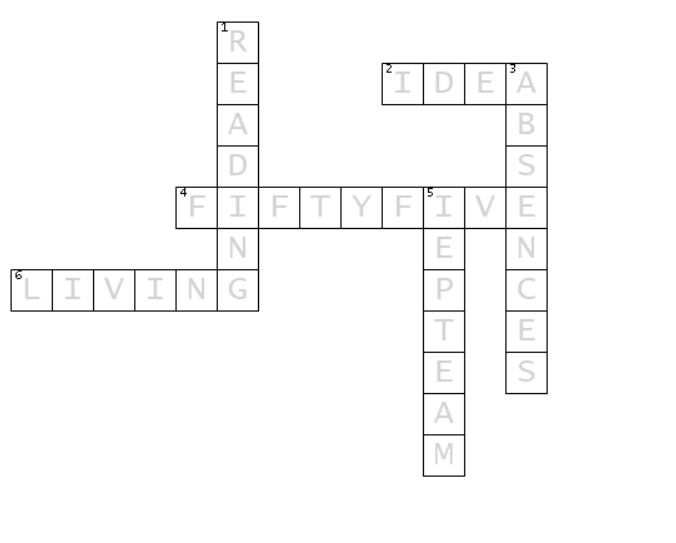 1 R
2 I D E 3 A
E
A B
D S
4 F I F T Y F 5 I V E
N E N
6 L I V I N G P C
T E
E S
A
M